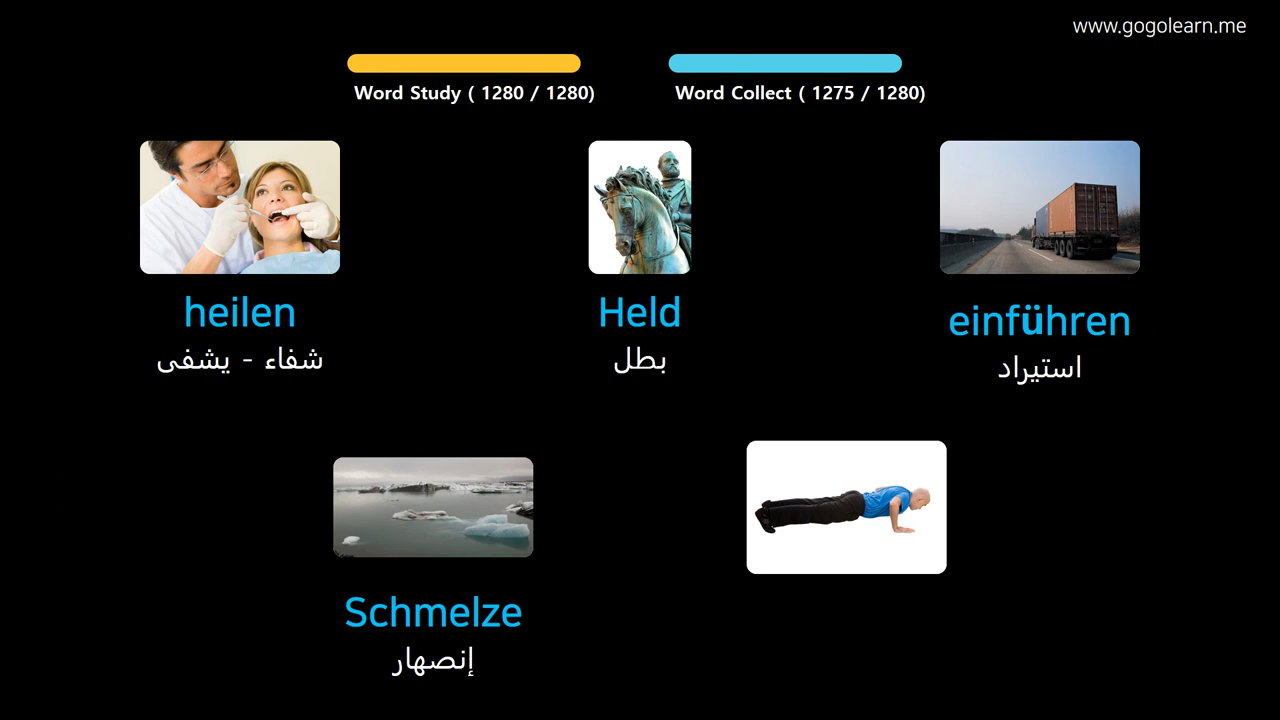 www.gogolearn.me
Word Study ( 1280 / 1280)
Word Collect ( 1275 / 1280)
heilen
شفاء - يشفى
Held
بطل
einführen
استيراد
Schmelze
إنصهار